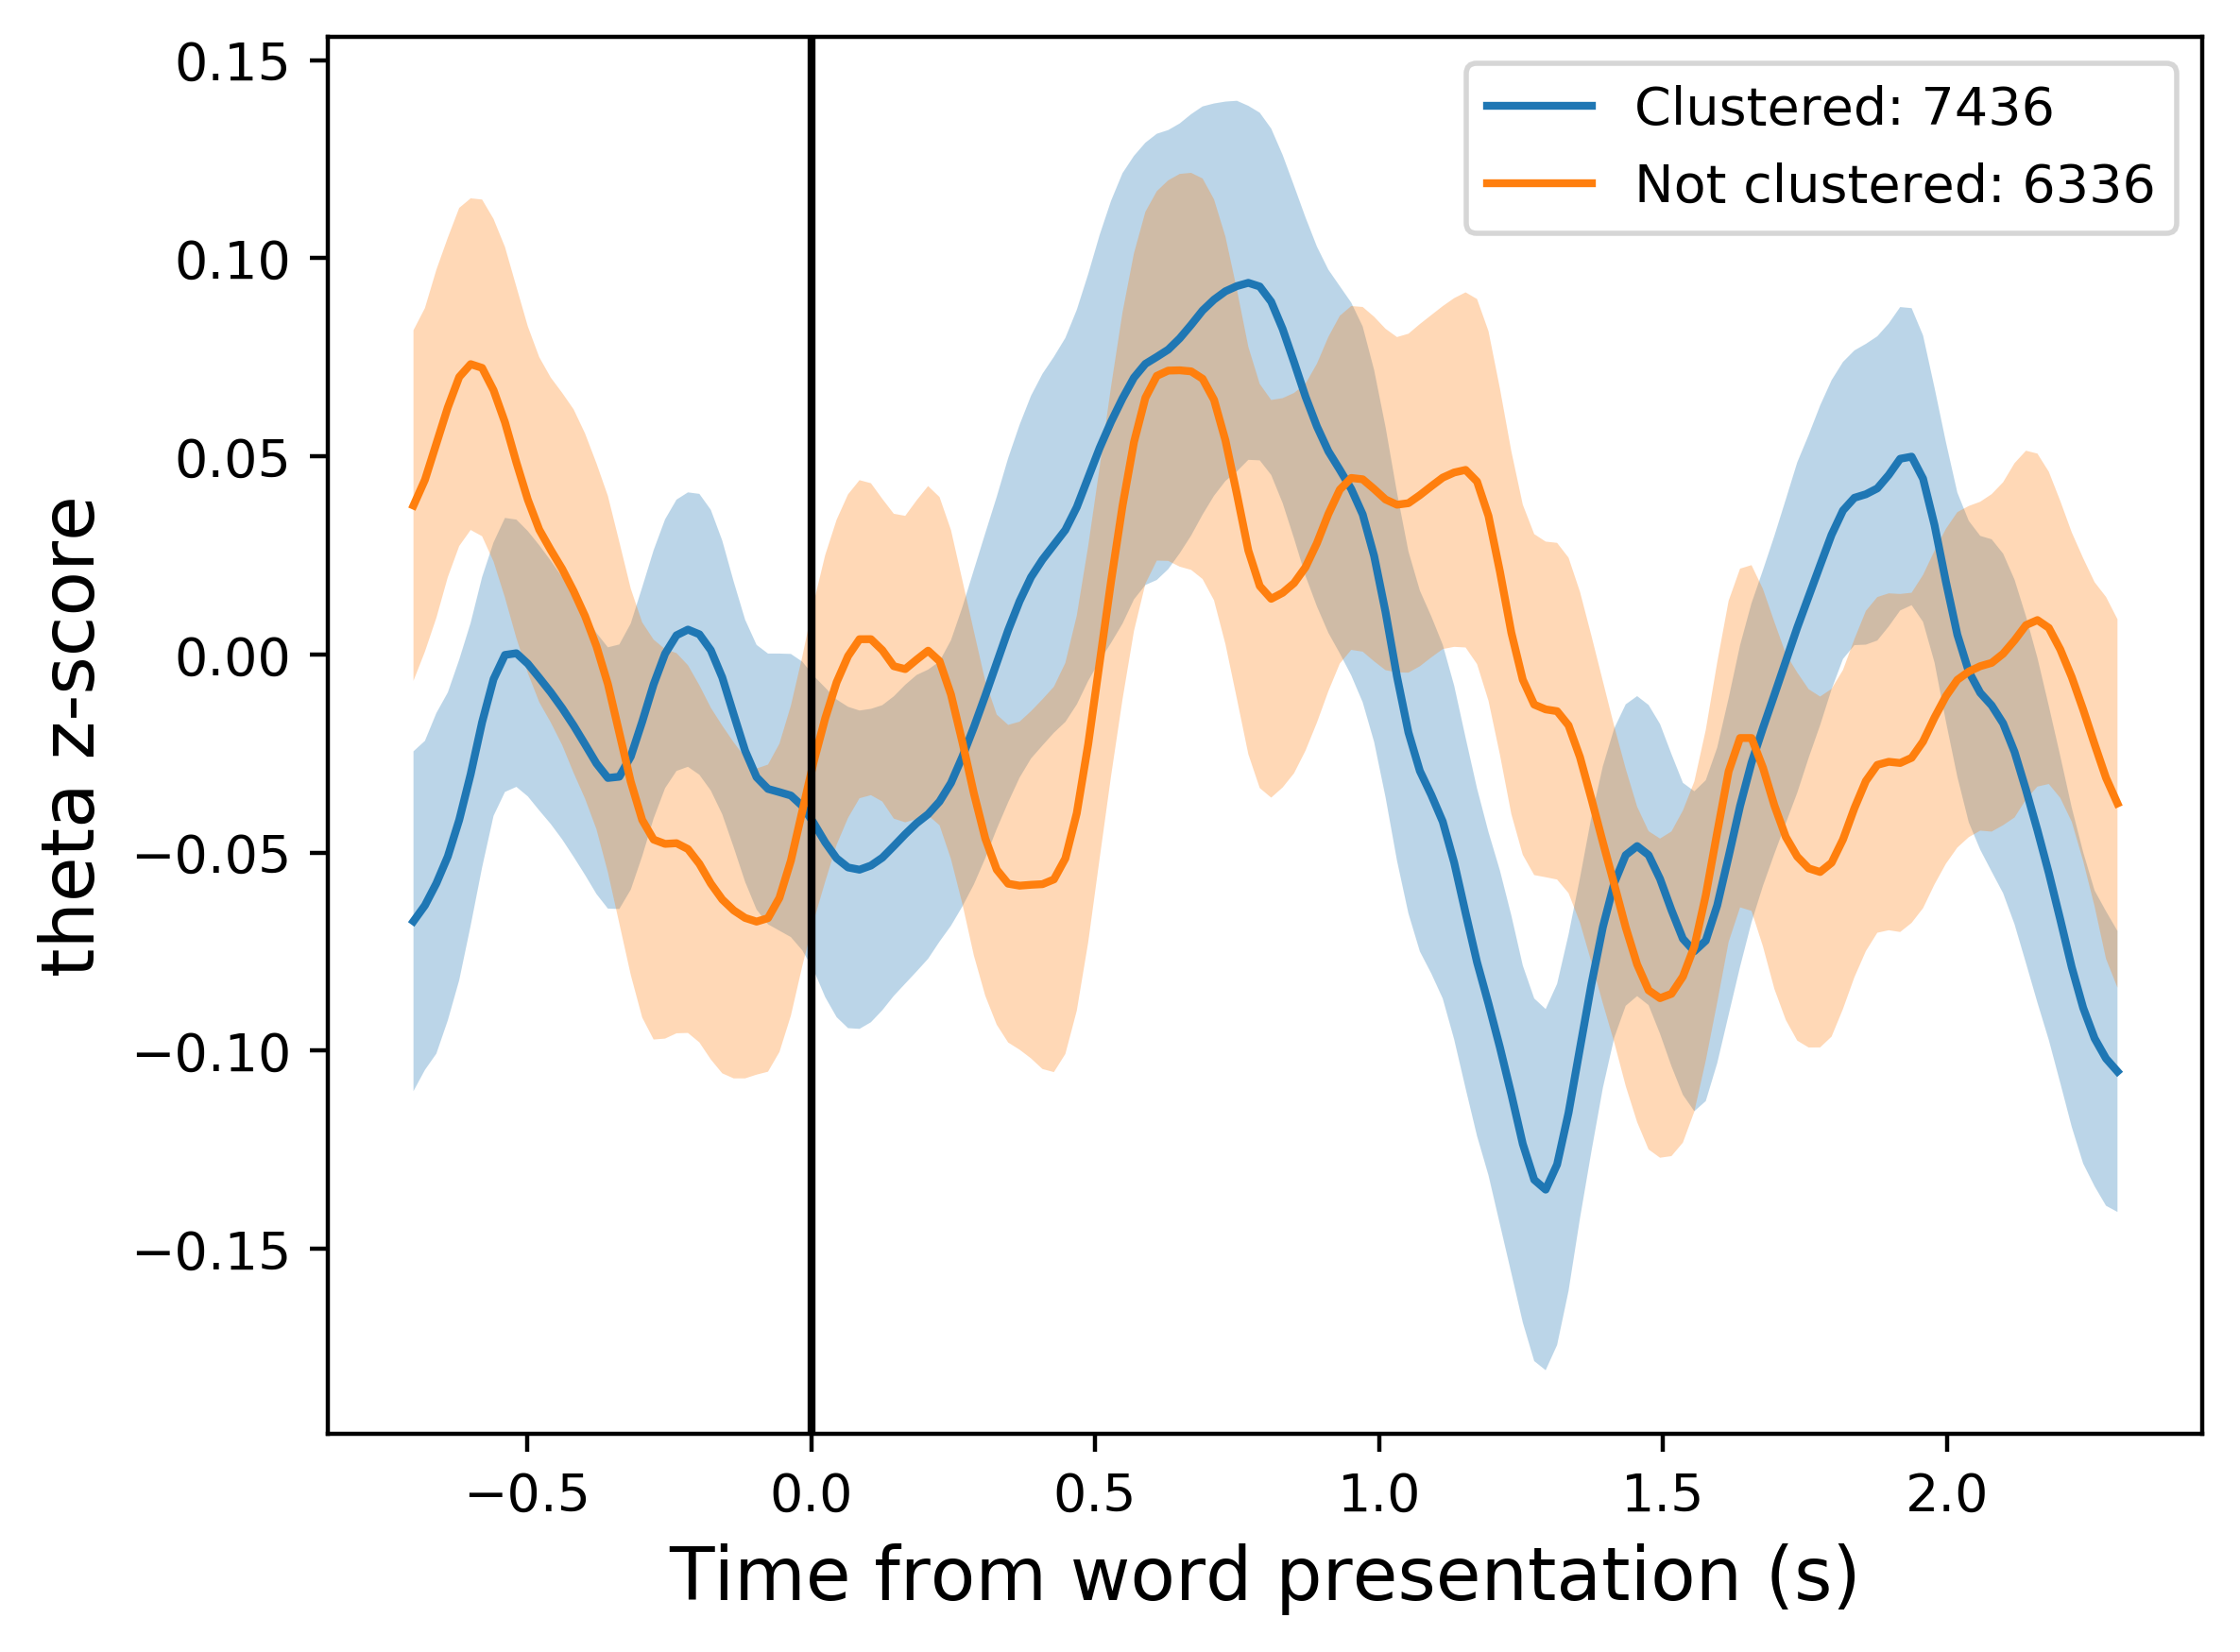 Clustered: 7436
Not clustered: 6336
theta z-score
0.15
0.10
0.05
0.00
−0.05
−0.10
−0.15
−0.5 0.0 0.5 1.0 1.5 2.0
Time from word presentation (s)